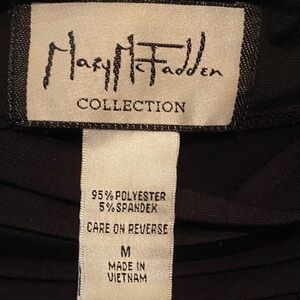 Mary McFadden
COLLECTION
95% POLYESTER
5% SPANDEX
CARE ON REVERSE
M
MADE IN
VIETNAM